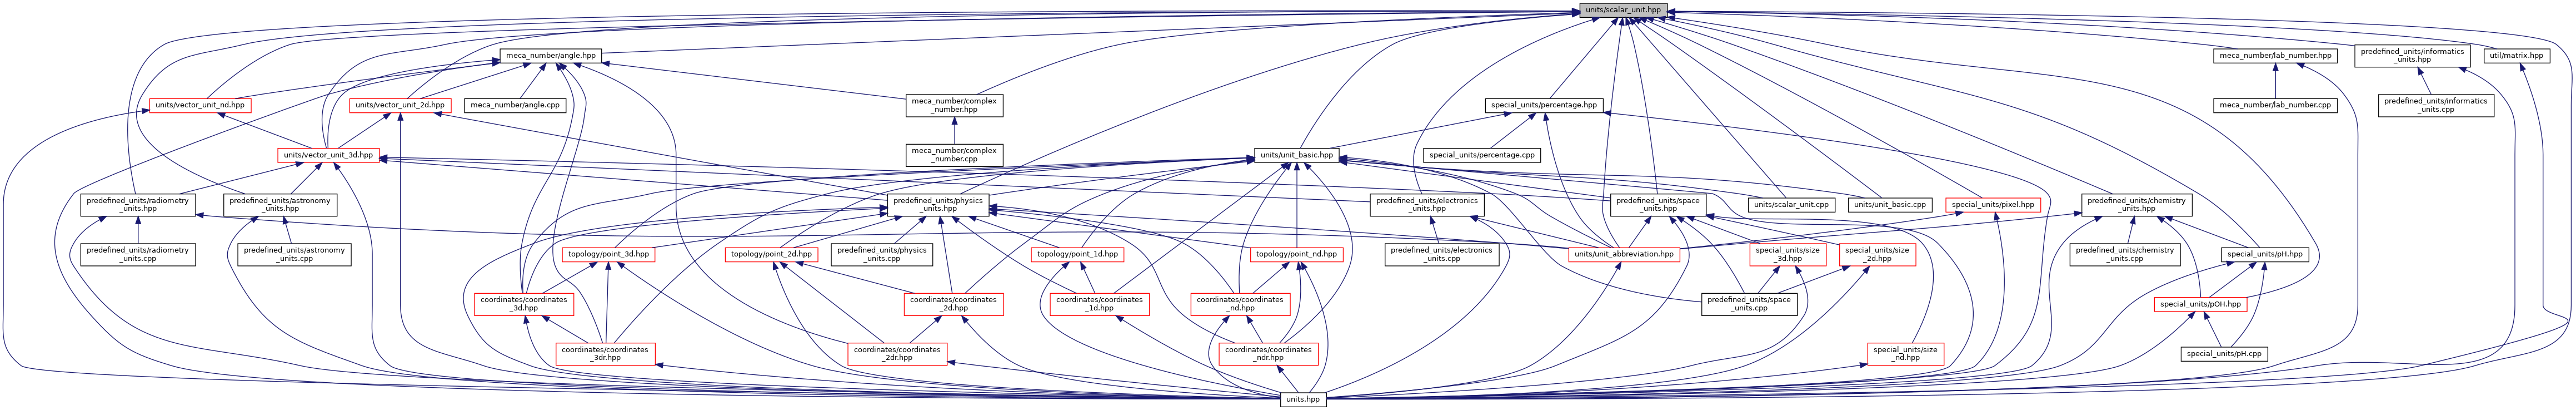 units/scalar_unit.hpp
meca_number/angle.hpp
meca_number/lab_number.hpp
predefined_units/informatics
_units.hpp
util/matrix.hpp
units/vector_unit_nd.hpp
units/vector_unit_2d.hpp
meca_number/angle.cpp
meca_number/complex
_number.hpp
special_units/percentage.hpp
meca_number/lab_number.cpp
predefined_units/informatics
_units.cpp
units/vector_unit_3d.hpp
meca_number/complex
_number.cpp
units/unit_basic.hpp
special_units/percentage.cpp
predefined_units/radiometry
_units.hpp
predefined_units/astronomy
_units.hpp
predefined_units/physics
_units.hpp
predefined_units/electronics
_units.hpp
predefined_units/space
_units.hpp
units/scalar_unit.cpp
units/unit_basic.cpp
special_units/pixel.hpp
predefined_units/chemistry
_units.hpp
predefined_units/radiometry
_units.cpp
predefined_units/astronomy
_units.cpp
topology/point_3d.hpp
topology/point_2d.hpp
predefined_units/physics
_units.cpp
topology/point_1d.hpp
topology/point_nd.hpp
predefined_units/electronics
_units.cpp
units/unit_abbreviation.hpp
special_units/size
_3d.hpp
special_units/size
_2d.hpp
predefined_units/chemistry
_units.cpp
special_units/pH.hpp
coordinates/coordinates
_3d.hpp
coordinates/coordinates
_2d.hpp
coordinates/coordinates
_1d.hpp
coordinates/coordinates
_nd.hpp
predefined_units/space
_units.cpp
special_units/pOH.hpp
coordinates/coordinates
_3dr.hpp
coordinates/coordinates
_2dr.hpp
coordinates/coordinates
_ndr.hpp
special_units/size
_nd.hpp
special_units/pH.cpp
units.hpp